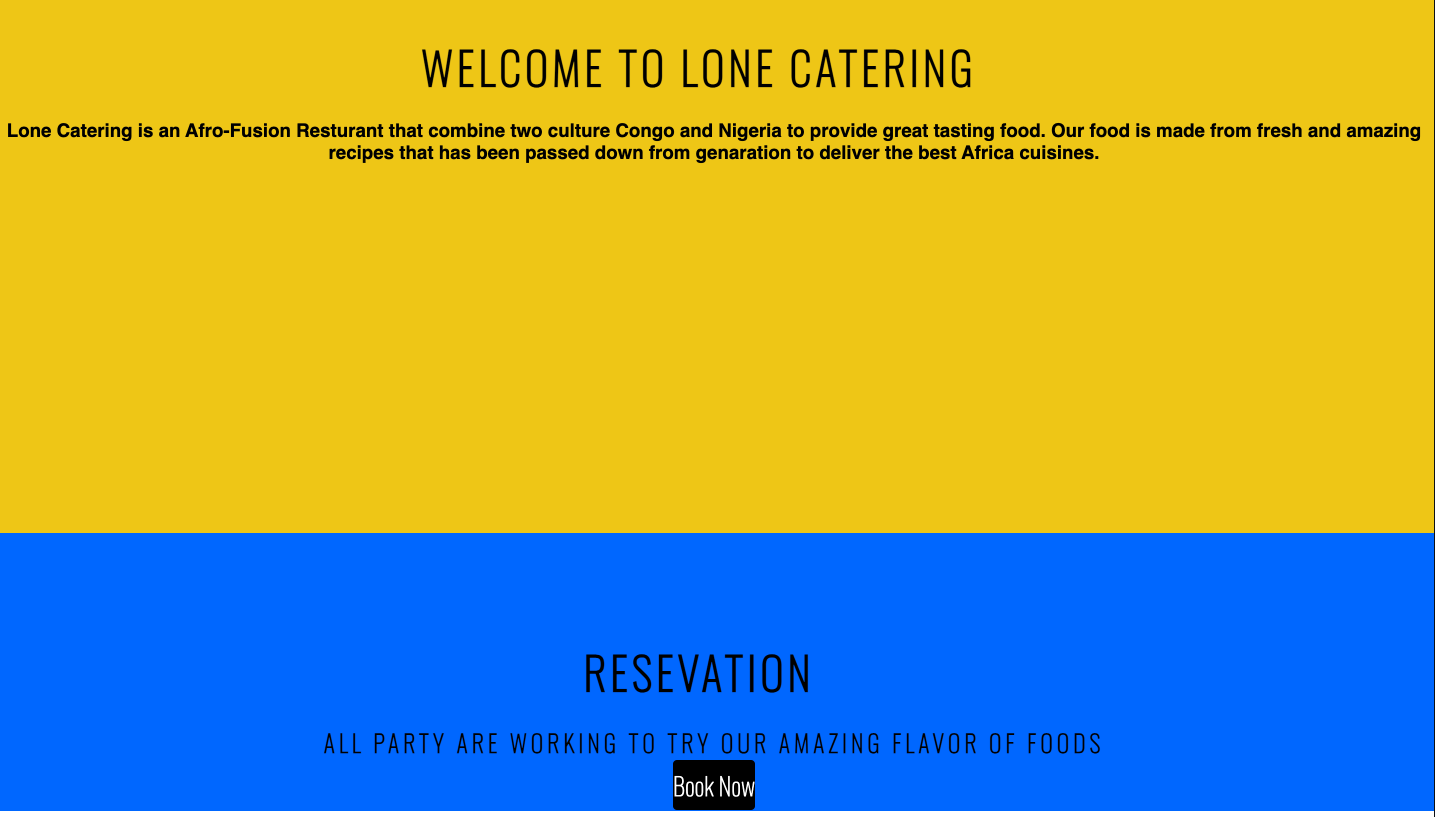 WELCOME TO LONE CATERING
Lone Catering is an Afro-Fusion Resturant that combine two culture Congo and Nigeria to provide great tasting food. Our food is made from fresh and amazing
recipes that has been passed down from genaration to deliver the best Africa cuisines.
RESEVATION
ALL PARTY ARE WORKING TO TRY OUR AMAZING FLAVOR OF FOODS
Book Now